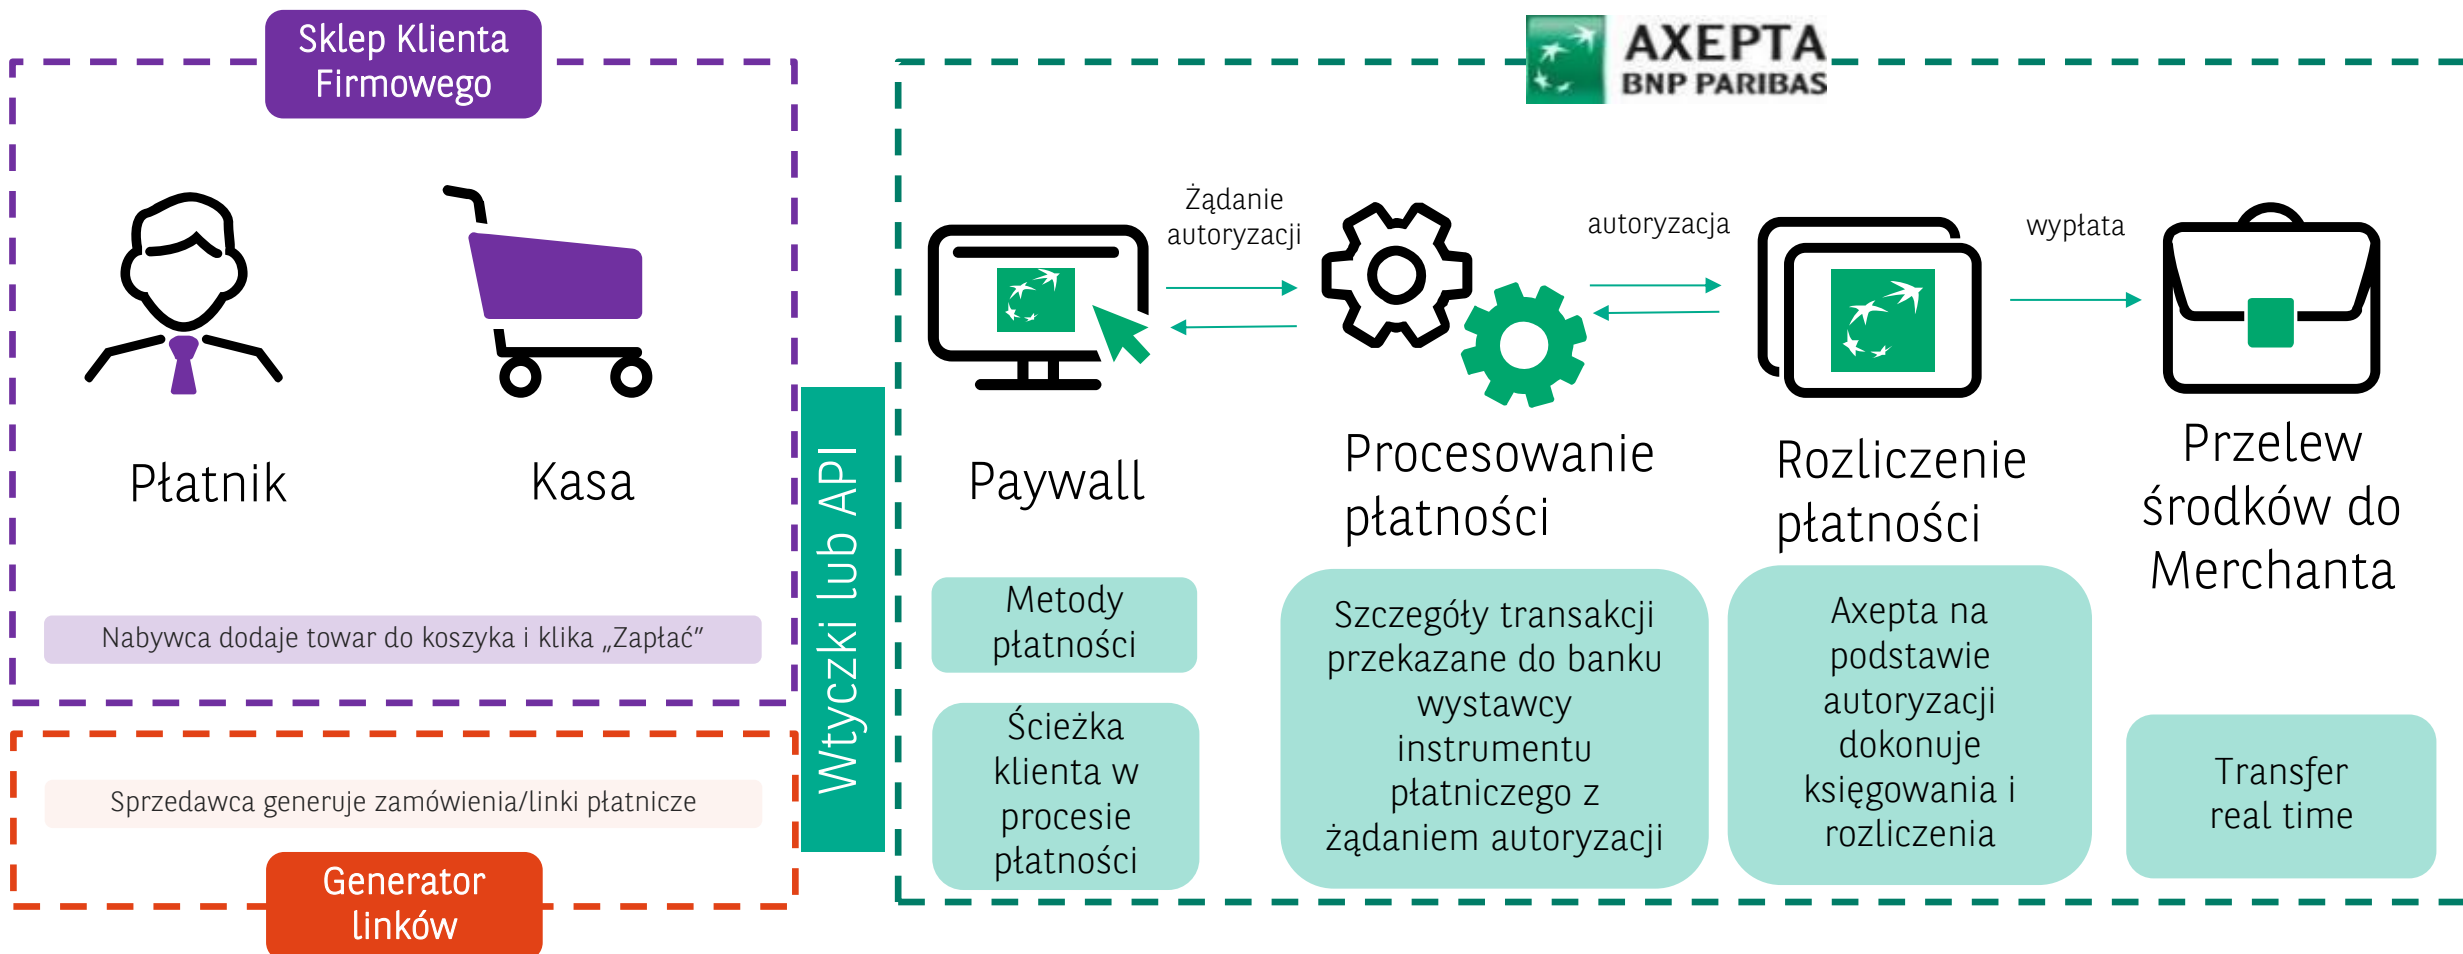 Sklep Klienta
Firmowego
Płatnik
Kasa
Nabywca dodaje towar do koszyka i klika „Zapłać”
Sprzedawca generuje zamówienia/linki płatnicze
Generator
linków
Wtyczki lub API
AXEPTA
BNP PARIBAS
Żądanie
autoryzacji
autoryzacja
wypłata
Paywall
Metody
płatności
Ścieżka
klienta w
procesie
płatności
Procesowanie
płatności
Szczegóły transakcji
przekazane do banku
wystawcy
instrumentu
płatniczego z
żądaniem autoryzacji
Rozliczenie
płatności
Axepta na
podstawie
autoryzacji
dokonuje
księgowania i
rozliczenia
Przelew
środków do
Merchanta
Transfer
real time